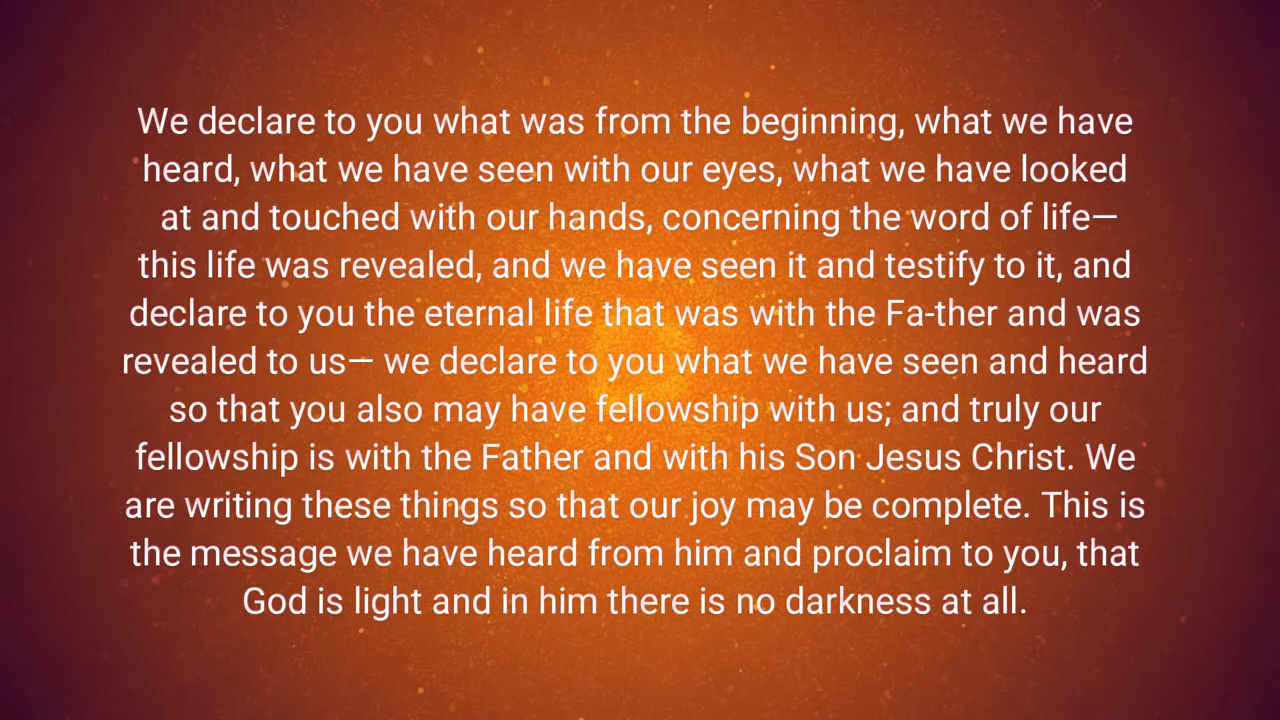 We declare to you what was from the beginning, what we have
heard, what we have seen with our eyes, what we have looked
at and touched with our hands, concerning the word of life—
this life was revealed, and we have seen it and testify to it, and
declare to you the eternal life that was with the Fa-ther and was
revealed to us— we declare to you what we have seen and heard
so that you also may have fellowship with us; and truly our
fellowship is with the Father and with his Son Jesus Christ. We
are writing these things so that our joy may be complete. This is
the message we have heard from him and proclaim to you, that
God is light and in him there is no darkness at all.